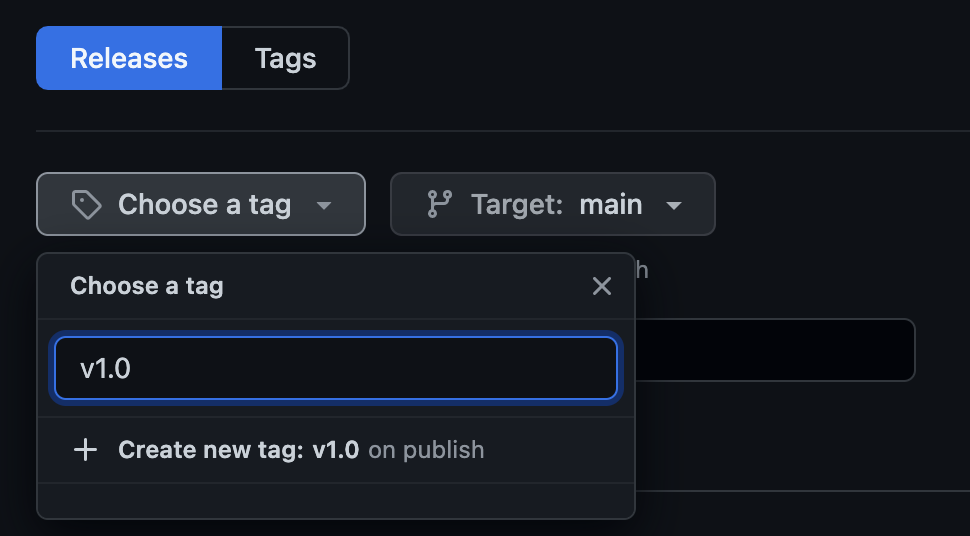 Releases Tags
Choose a tag Target: main
Choose a tag
v1.0
Create new tag: v1.0 on publish